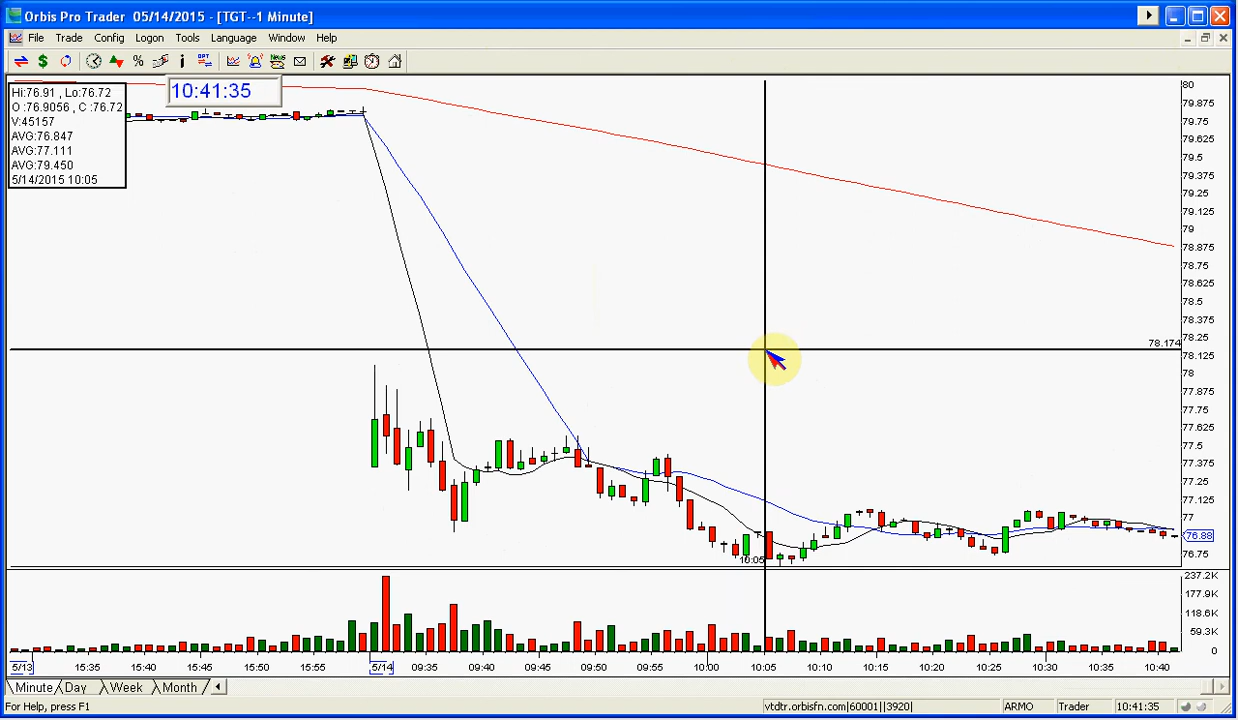 Orbis Pro Trader 05/14/2015 - [TGT--1 Minute]
File Trade Config Logon Tools Language Window Help
10:41:35
Hi:76.91 , Lo:76.72
O :76.9056 , C :76.72
V:45157
AVG:76.847
AVG:77.111
AVG:79.450
5/14/2015 10:05
80
79.875
79.75
79.625
79.5
79.375
79.25
79.125
79
78.875
78.75
78.625
78.5
78.375
78.25
78.174
78.125
78
77.875
77.75
77.625
77.5
77.375
77.25
77.125
77
76.88
76.75
10:05
237.2K
177.9K
118.6K
59.3K
0
5/13 15:35 15:40 15:45 15:50 15:55 5/14 09:35 09:40 09:45 09:50 09:55 10:00 10:05 10:10 10:15 10:20 10:25 10:30 10:35 10:40
Minute Day Week Month
For Help, press F1 vtdtr.orbisfn.com|60001||3920| ARMO Trader 10:41:35